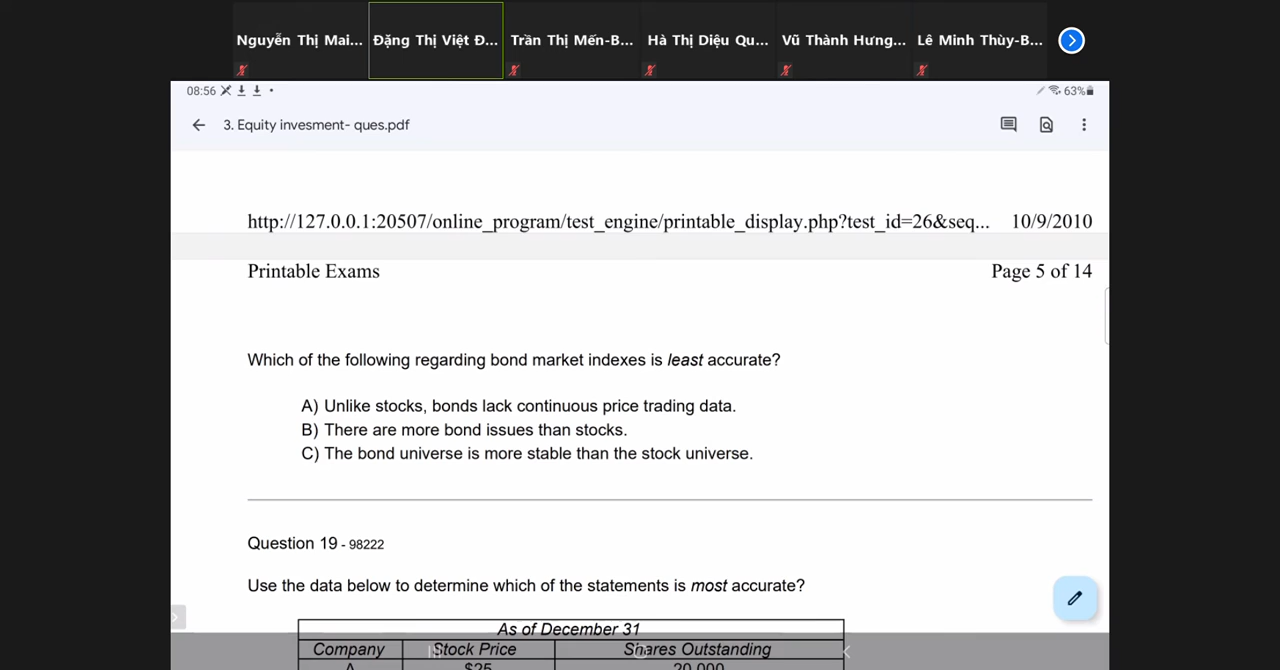 Nguyễn Thị Mai... Đặng Thị Việt Đ... Trần Thị Mến-B... Hà Thị Diệu Qu... Vũ Thành Hưng... Lê Minh Thùy-B...
08:56 63%
3. Equity invesment- ques.pdf
http://127.0.0.1:20507/online_program/test_engine/printable_display.php?test_id=26&seq... 10/9/2010
Printable Exams Page 5 of 14
Which of the following regarding bond market indexes is least accurate?
A) Unlike stocks, bonds lack continuous price trading data.
B) There are more bond issues than stocks.
C) The bond universe is more stable than the stock universe.
Question 19 - 98222
Use the data below to determine which of the statements is most accurate?
As of December 31
Company Stock Price Shares Outstanding
A $25 20,000